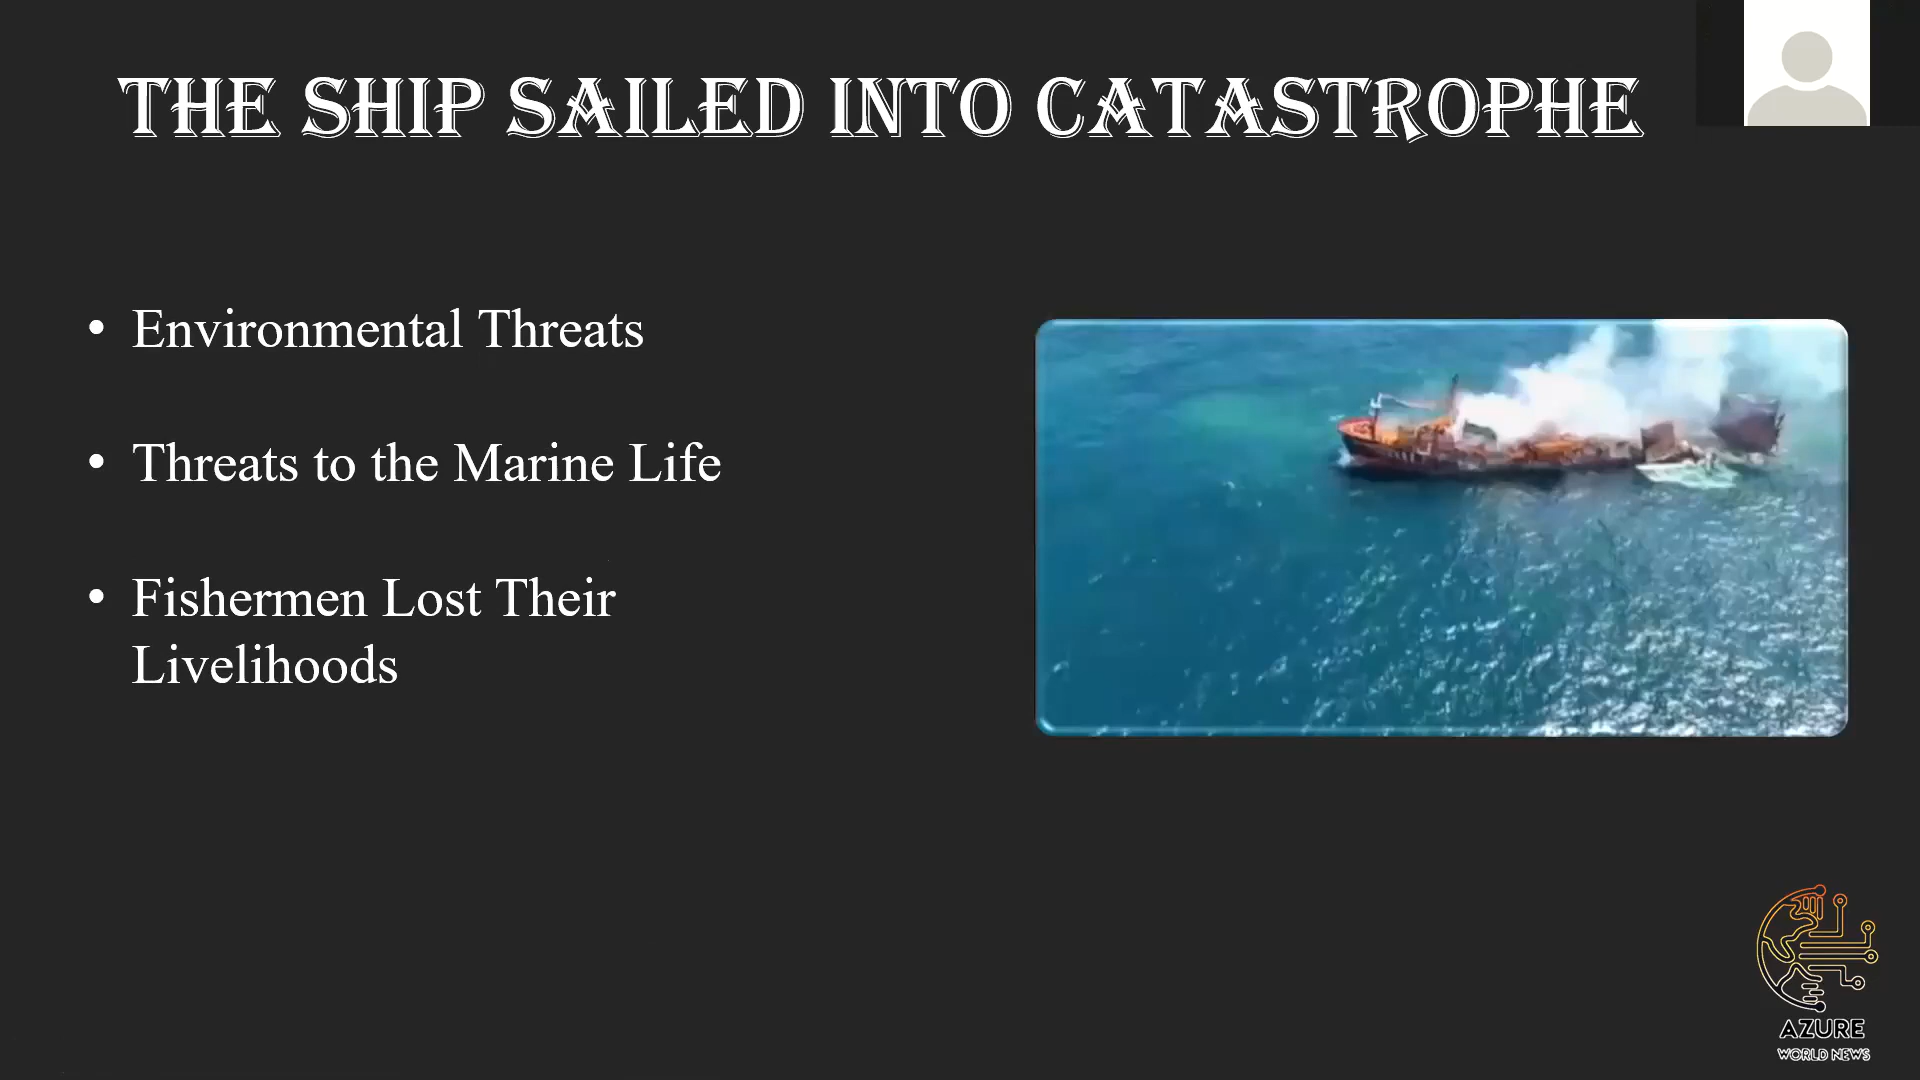 THE SHIP SAILED INTO CATASTROPHE
• Environmental Threats
• Threats to the Marine Life
• Fishermen Lost Their
Livelihoods
AZURE
WORLD NEWS